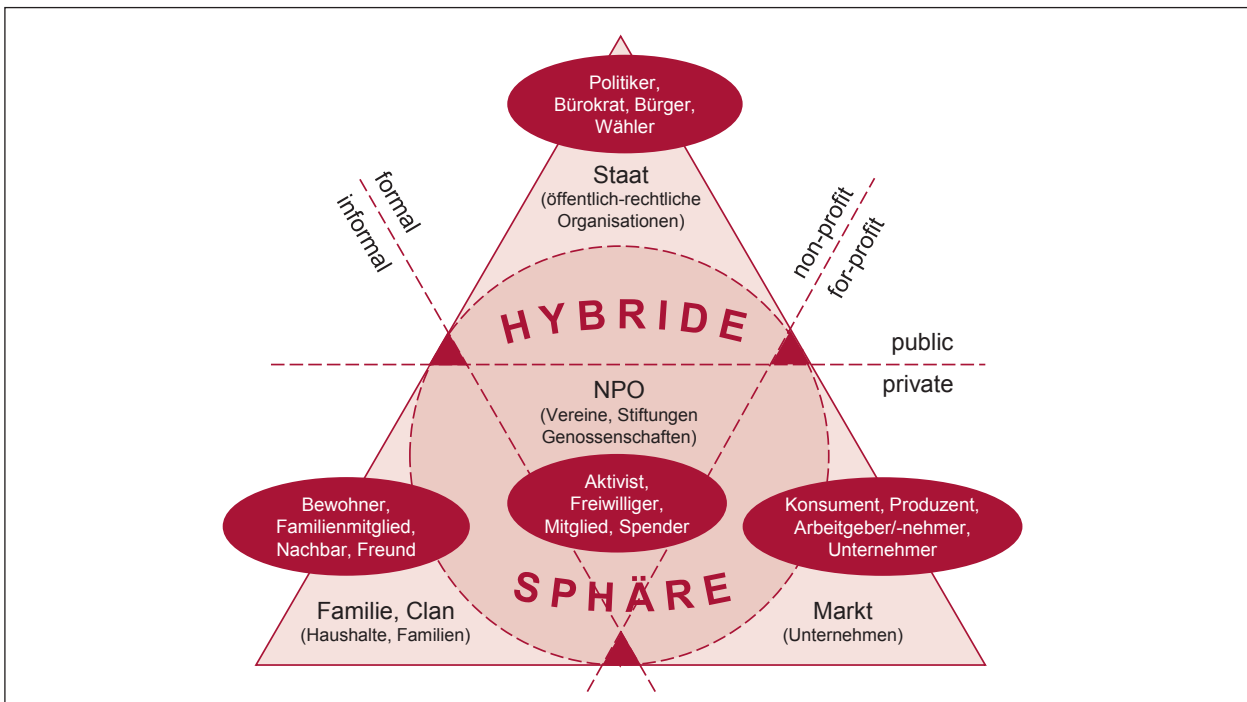 Politiker,
Bürokrat, Bürger,
Wähler
Staat
(öffentlich-rechtliche
Organisationen)
formal
informal
non-profit
for-profit
HYBRIDE
public
private
NPO
(Vereine, Stiftungen
Genossenschaften)
Bewohner,
Familienmitglied,
Nachbar, Freund
Aktivist,
Freiwilliger,
Mitglied, Spender
Konsument, Produzent,
Arbeitgeber/-nehmer,
Unternehmer
SPHÄRE
Familie, Clan
(Haushalte, Familien)
Markt
(Unternehmen)